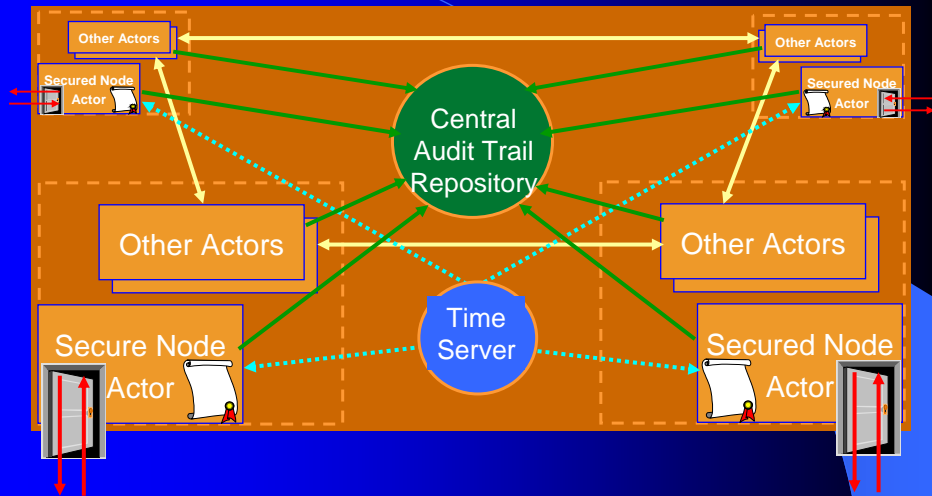 Other Actors
Other Actors
Secured Node
Actor
Secured Node
Actor
Central
Audit Trail
Repository
Other Actors
Other Actors
Time
Server
Secure Node
Actor
Secured Node
Actor